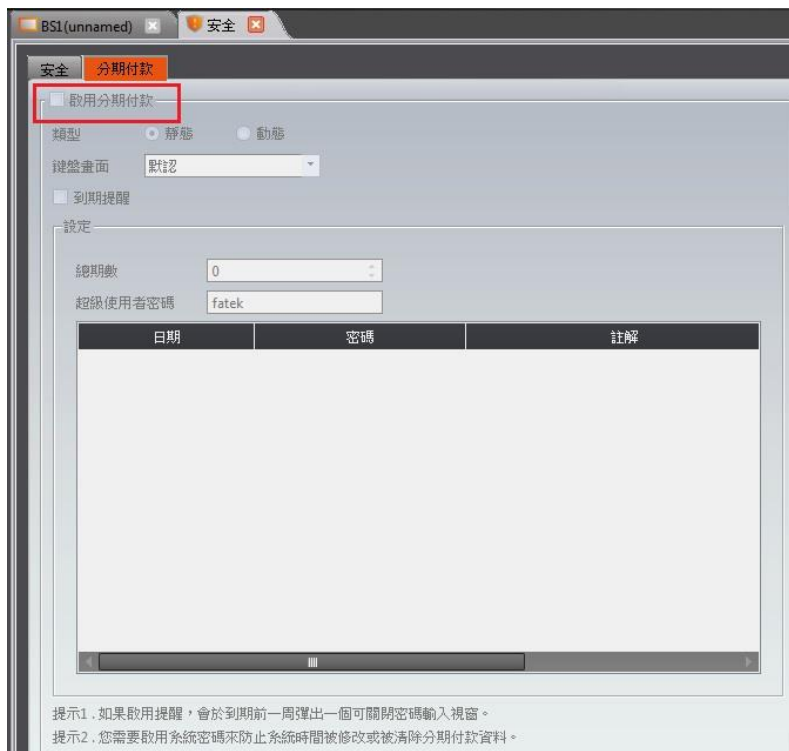 BS1(unnamed) 安全
安全 分期付款
啟用分期付款
類型 靜態 動態
鍵盤畫面 默認
到期提醒
設定
總期數 0
超級使用者密碼 fatek
日期 密碼 註解
提示1．如果啟用提醒，會於到期前一周彈出一個可關閉密碼輸入視窗。
提示2．您需要啟用系統密碼來防止系統時間被修改或被清除分期付款資料。